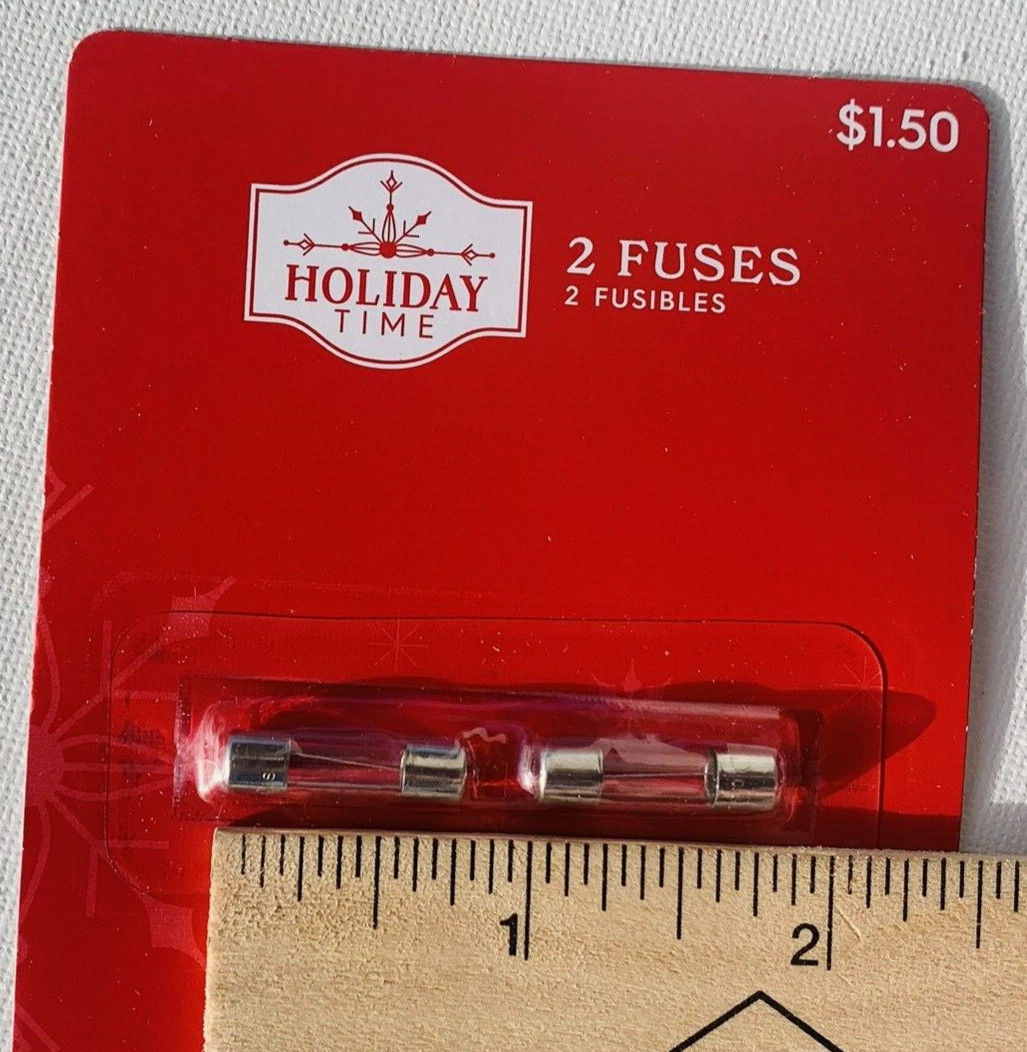 $1.50
HOLIDAY
TIME
2 FUSES
2 FUSIBLES
1
2